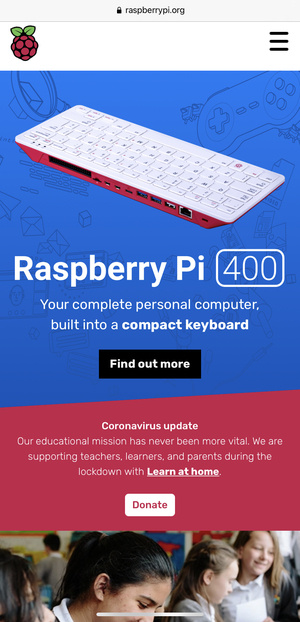 raspberrypi.org
Raspberry Pi 400
Your complete personal computer,
built into a compact keyboard
Find out more
Coronavirus update
Our educational mission has never been more vital. We are
supporting teachers, learners, and parents during the
lockdown with Learn at home.
Donate